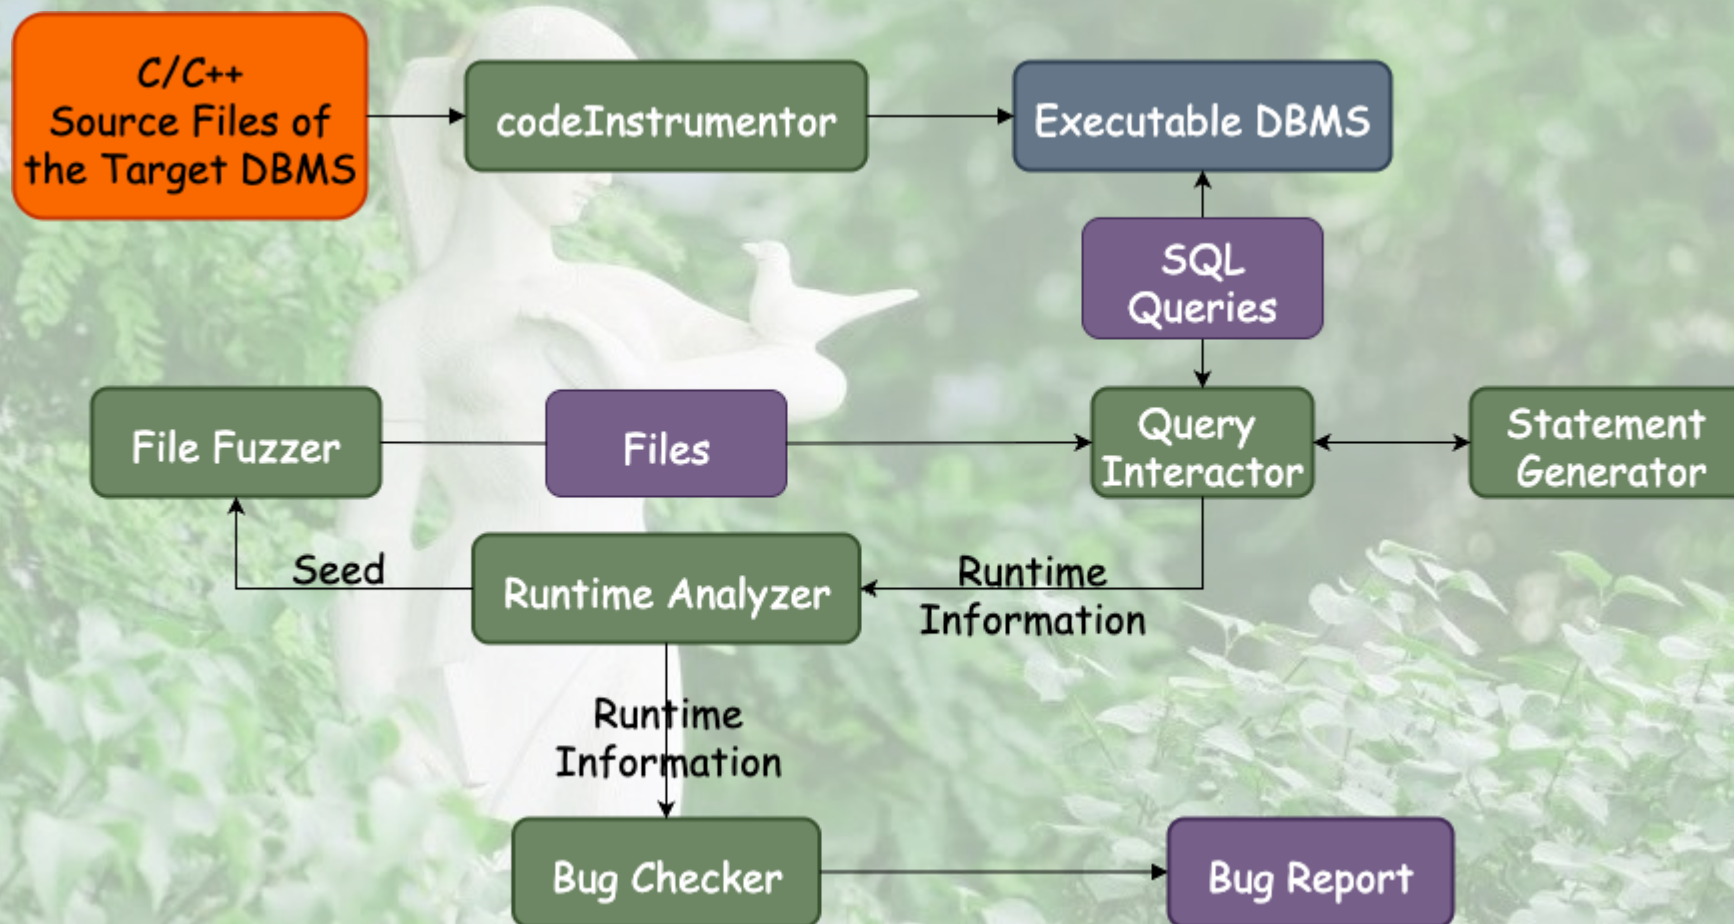 C/C++
Source Files of
the Target DBMS
codeInstrumentor
Executable DBMS
SQL
Queries
File Fuzzer
Files
Query
Interactor
Statement
Generator
Seed
Runtime Analyzer
Runtime
Information
Runtime
Information
Bug Checker
Bug Report